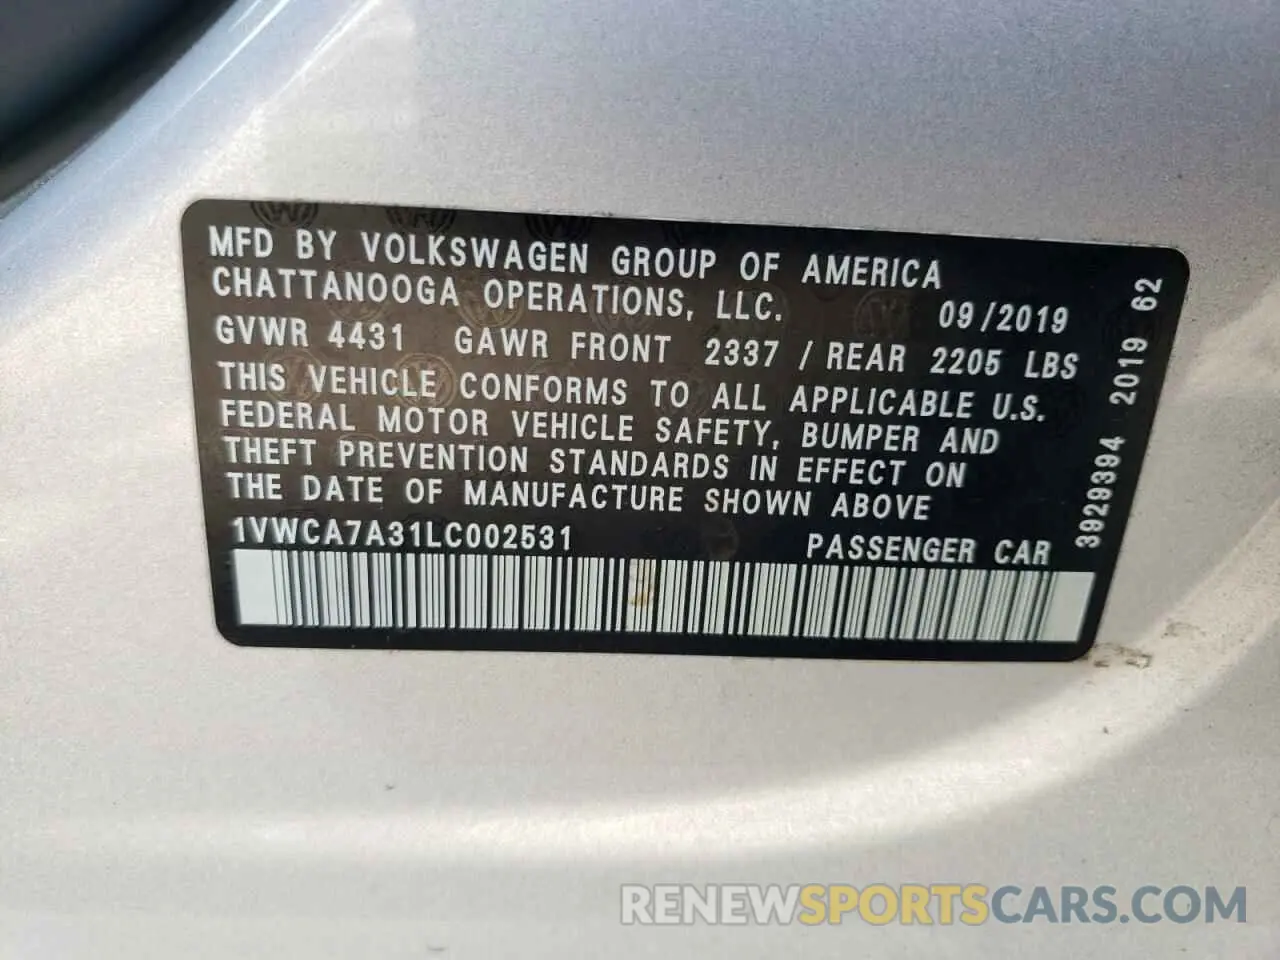 MFD BY VOLKSWAGEN GROUP OF AMERICA
CHATTANOOGA OPERATIONS, LLC. 09/2019
GVWR 4431 GAWR FRONT 2337 / REAR 2205 LBS
THIS VEHICLE CONFORMS TO ALL APPLICABLE U.S.
FEDERAL MOTOR VEHICLE SAFETY, BUMPER AND
THEFT PREVENTION STANDARDS IN EFFECT ON
THE DATE OF MANUFACTURE SHOWN ABOVE
1VWCA7A31LC002531 PASSENGER CAR
3929394 2019 62
RENEWSPORTSCARS.COM